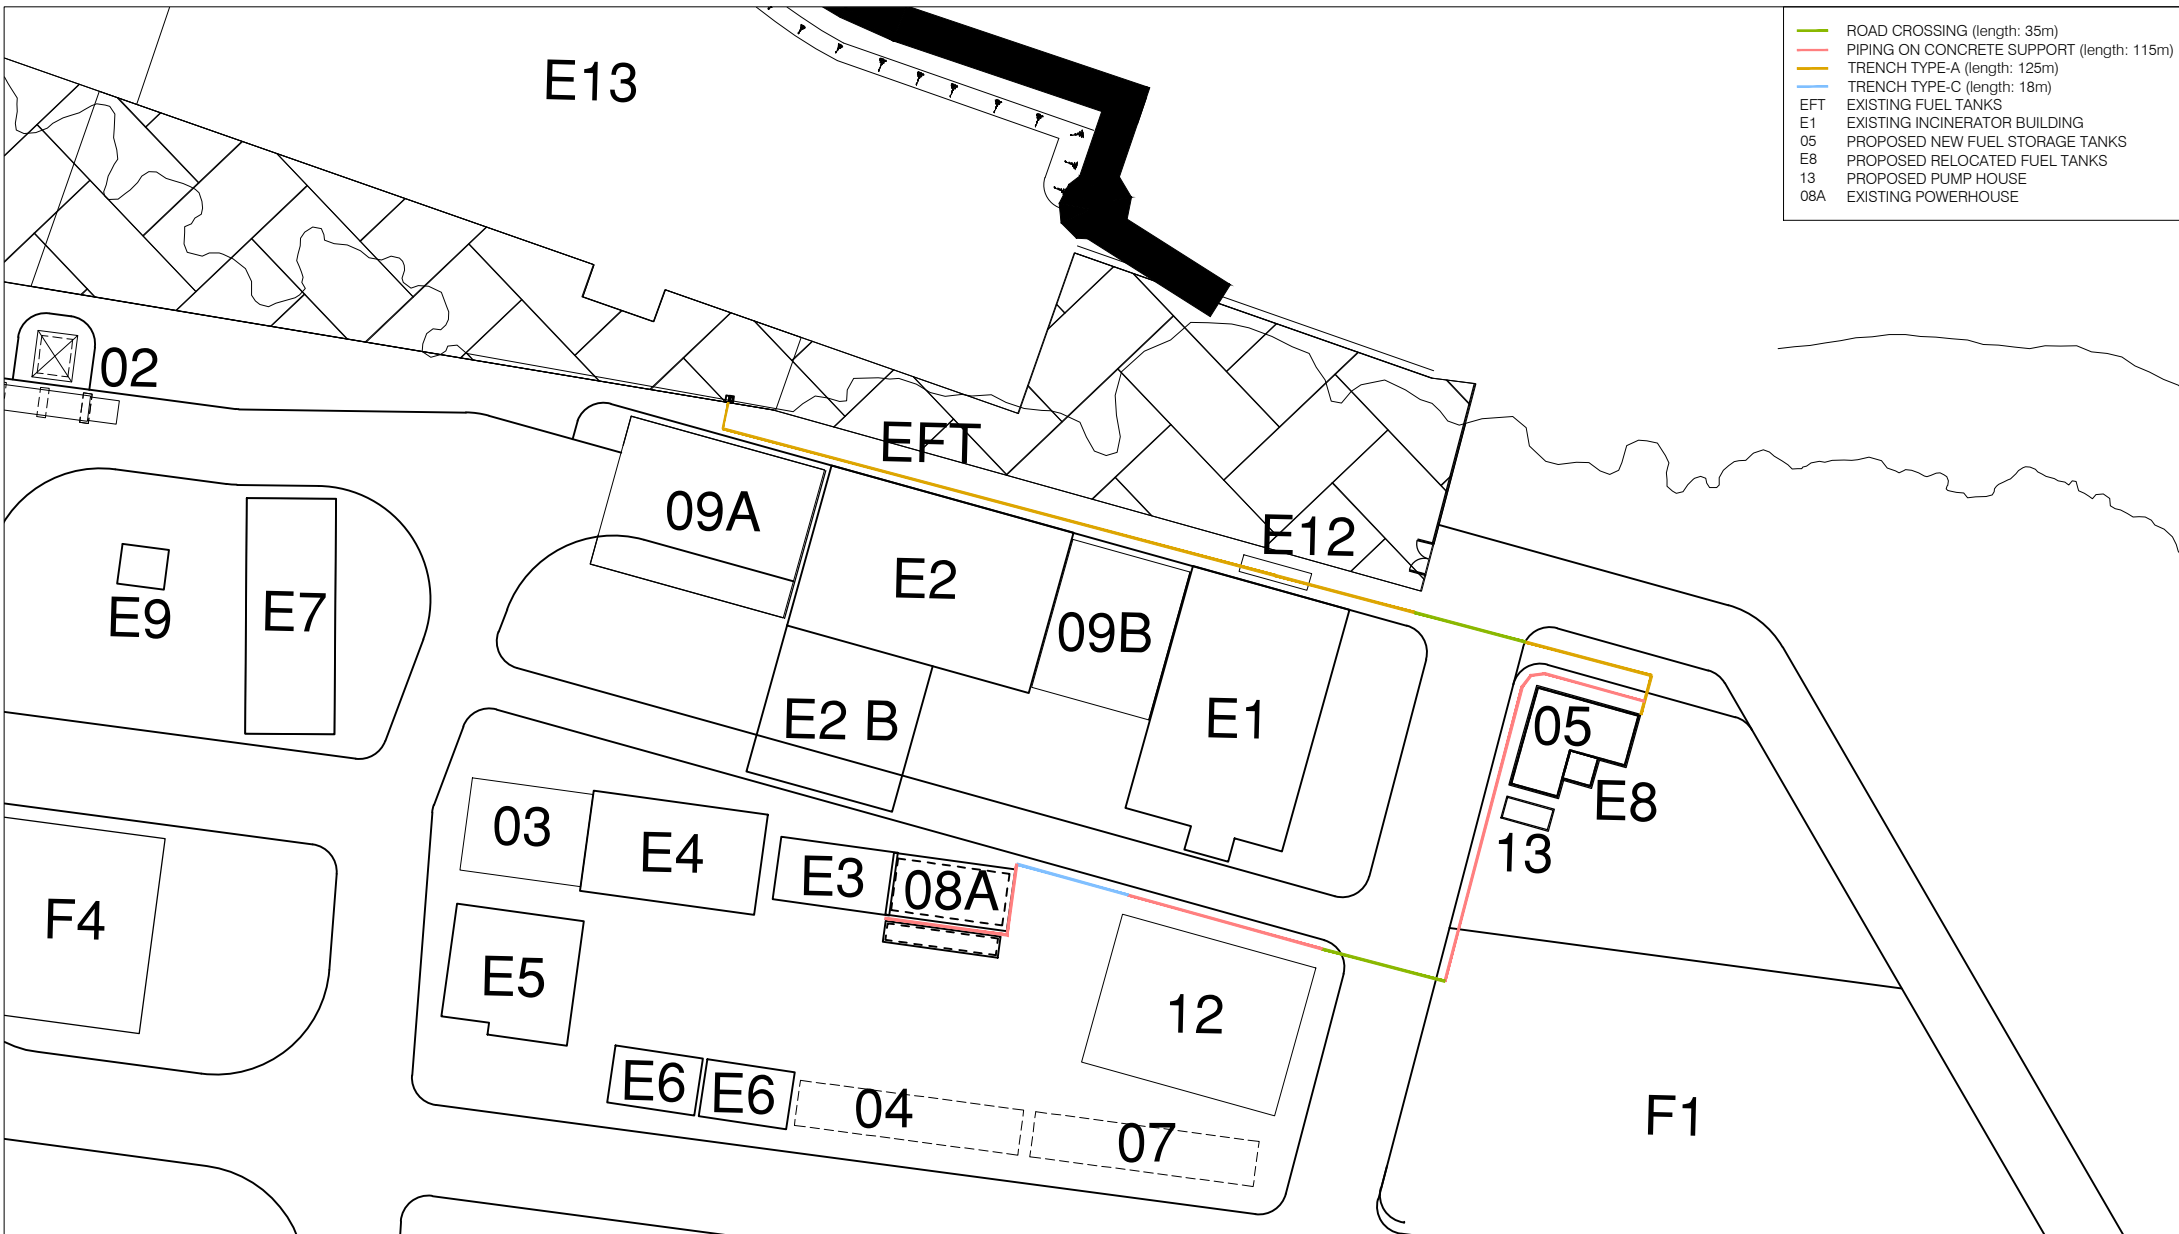 ROAD CROSSING (length: 35m)
PIPING ON CONCRETE SUPPORT (length: 115m)
TRENCH TYPE-A (length: 125m)
TRENCH TYPE-C (length: 18m)
EFT EXISTING FUEL TANKS
E1 EXISTING INCINERATOR BUILDING
05 PROPOSED NEW FUEL STORAGE TANKS
E8 PROPOSED RELOCATED FUEL TANKS
13 PROPOSED PUMP HOUSE
08A EXISTING POWERHOUSE
E13
02
EFT
09A
E12
E2
E9
E7
09B
E2 B
E1
05
E8
13
03
E4
E3
08A
F4
E5
12
E6
E6
04
07
F1